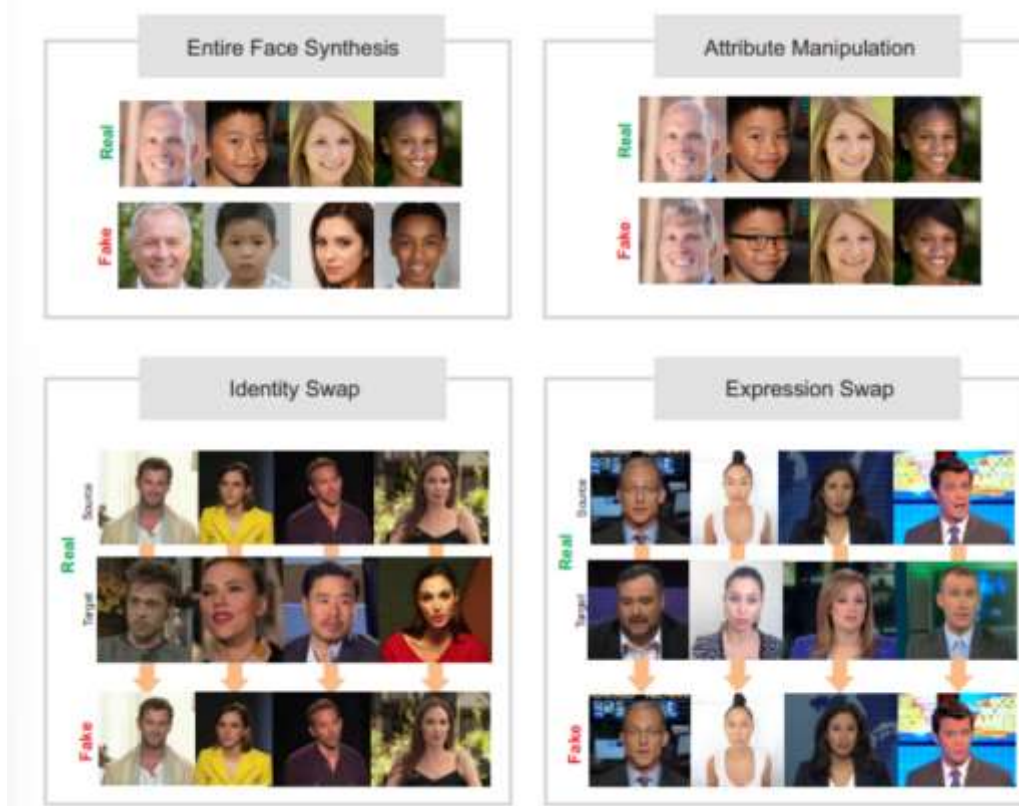 Entire Face Synthesis
Real
Fake
Attribute Manipulation
Real
Fake
Identity Swap
Source
Real
Target
Fake
Expression Swap
Source
Real
Target
Fake